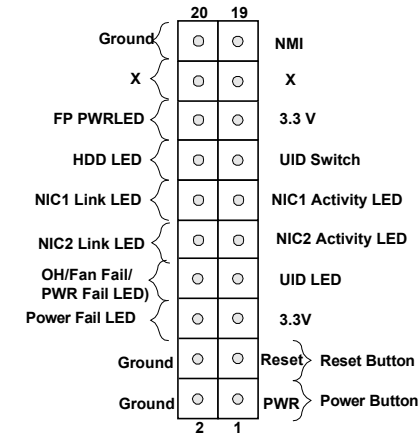 20 19
Ground NMI
X X
FP PWRLED 3.3 V
HDD LED UID Switch
NIC1 Link LED NIC1 Activity LED
NIC2 Link LED NIC2 Activity LED
OH/Fan Fail/
PWR Fail LED) UID LED
Power Fail LED 3.3V
Ground Reset Reset Button
Ground PWR Power Button
2 1